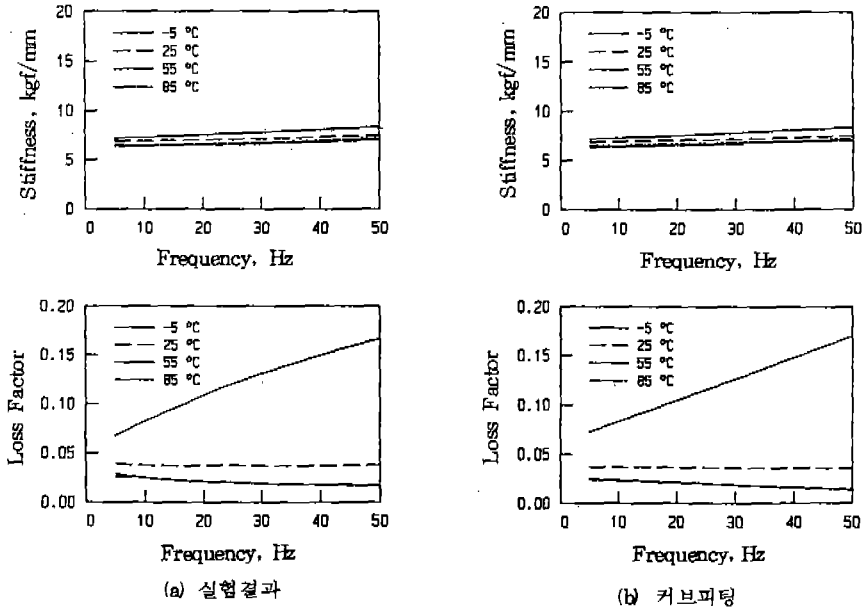 Stiffness, kgf/mm
20
15
10
5
0
-5 °C
25 °C
55 °C
85 °C
0 10 20 30 40 50
Frequency, Hz
Stiffness, kgf/mm
20
15
10
5
0
-5 °C
25 °C
55 °C
85 °C
0 10 20 30 40 50
Frequency, Hz
Loss Factor
0.20
0.15
0.10
0.05
0.00
-5 °C
25 °C
55 °C
85 °C
0 10 20 30 40 50
Frequency, Hz
(a) 실험결과
Loss Factor
0.20
0.15
0.10
0.05
0.00
-5 °C
25 °C
55 °C
85 °C
0 10 20 30 40 50
Frequency, Hz
(b) 커브피팅